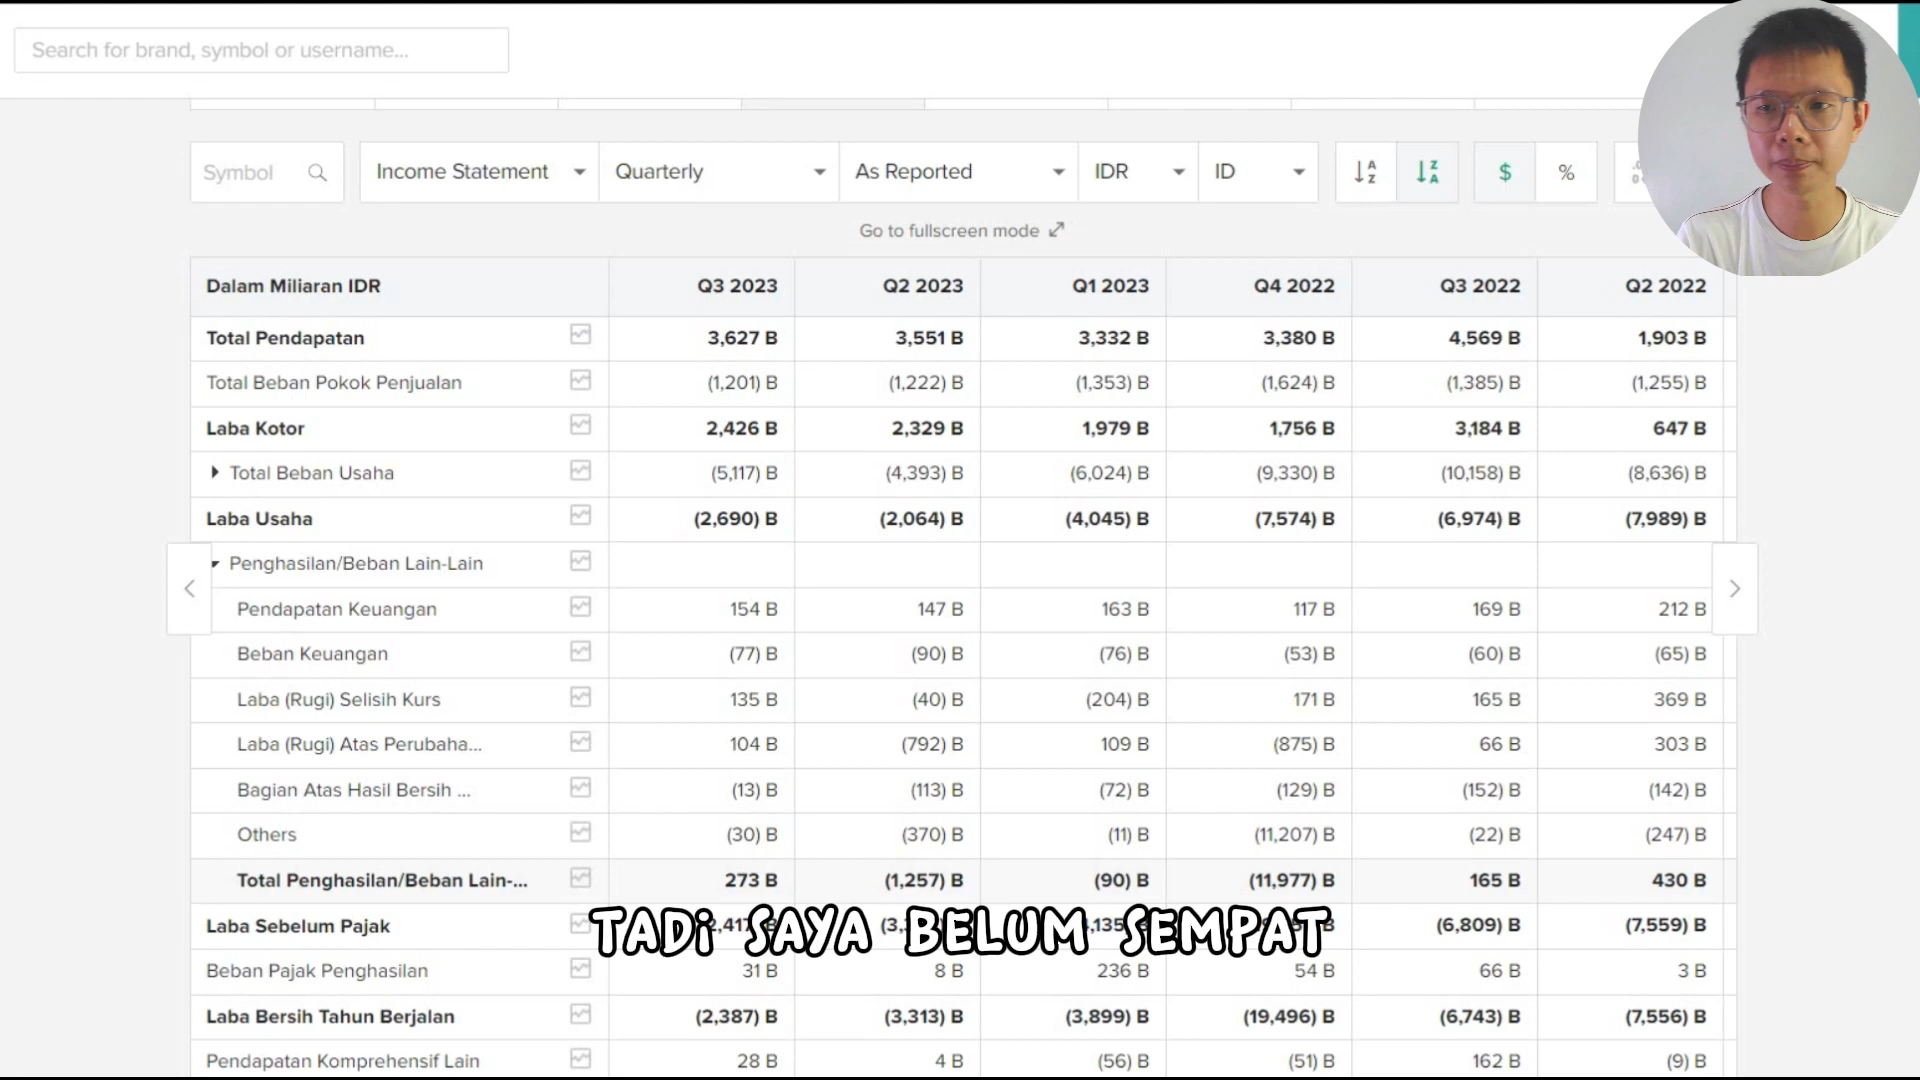 Search for brand, symbol or username...
Symbol Income Statement Quarterly As Reported IDR ID $ %
Go to fullscreen mode
Dalam Miliaran IDR Q3 2023 Q2 2023 Q1 2023 Q4 2022 Q3 2022 Q2 2022
Total Pendapatan 3,627 B 3,551 B 3,332 B 3,380 B 4,569 B 1,903 B
Total Beban Pokok Penjualan (1,201) B (1,222) B (1,353) B (1,624) B (1,385) B (1,255) B
Laba Kotor 2,426 B 2,329 B 1,979 B 1,756 B 3,184 B 647 B
Total Beban Usaha (5,117) B (4,393) B (6,024) B (9,330) B (10,158) B (8,636) B
Laba Usaha (2,690) B (2,064) B (4,045) B (7,574) B (6,974) B (7,989) B
Penghasilan/Beban Lain-Lain
Pendapatan Keuangan 154 B 147 B 163 B 117 B 169 B 212 B
Beban Keuangan (77) B (90) B (76) B (53) B (60) B (65) B
Laba (Rugi) Selisih Kurs 135 B (40) B (204) B 171 B 165 B 369 B
Laba (Rugi) Atas Perubaha... 104 B (792) B 109 B (875) B 66 B 303 B
Bagian Atas Hasil Bersih ... (13) B (113) B (72) B (129) B (152) B (142) B
Others (30) B (370) B (11) B (11,207) B (22) B (247) B
Total Penghasilan/Beban Lain-... 273 B (1,257) B (90) B (11,977) B 165 B 430 B
Laba Sebelum Pajak (6,809) B (7,559) B
TADI SAYA BELUM SEMPAT
Beban Pajak Penghasilan 31 B 8 B 236 B 54 B 66 B 3 B
Laba Bersih Tahun Berjalan (2,387) B (3,313) B (3,899) B (19,496) B (6,743) B (7,556) B
Pendapatan Komprehensif Lain 28 B 4 B (56) B (51) B 162 B (9) B